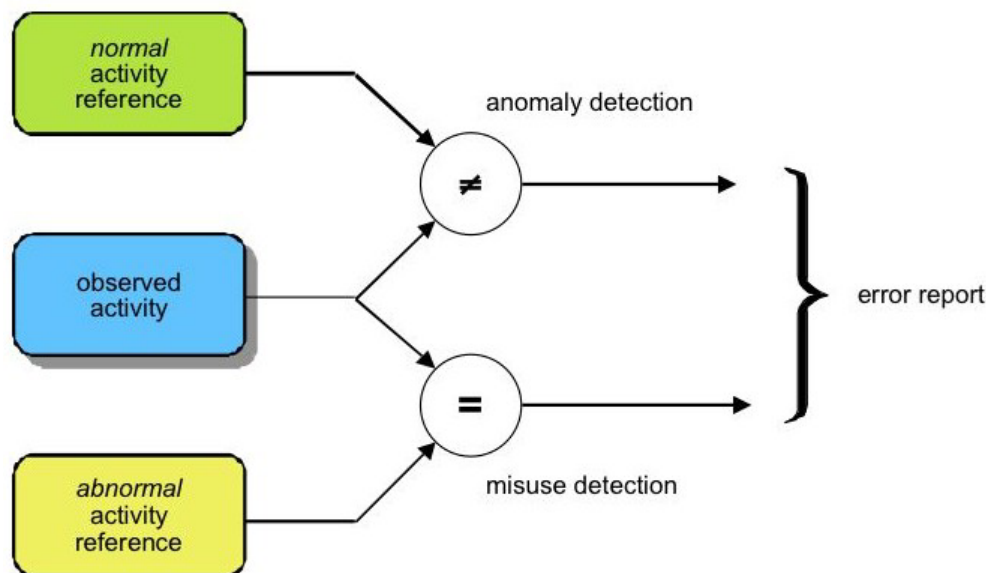 normal
activity
reference
anomaly detection
≠
observed
activity
error report
=
abnormal
activity
reference
misuse detection